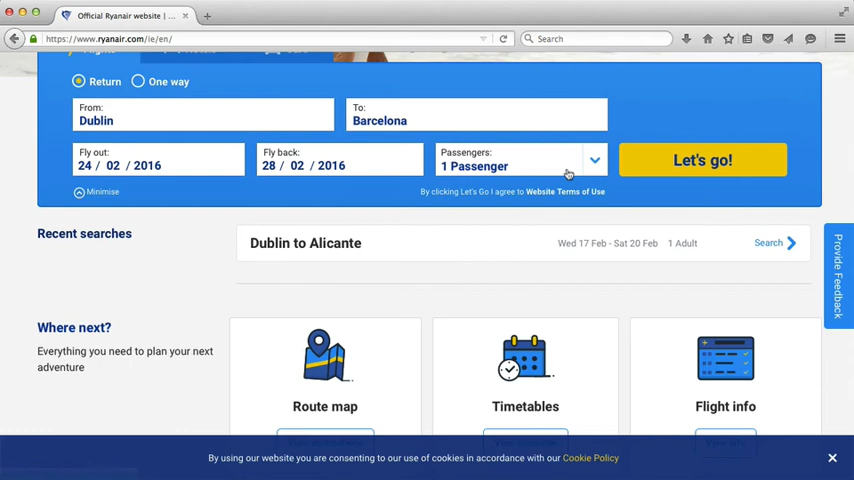 Official Ryanair website | ...
https://www.ryanair.com/ie/en/
Search
Return
One way
From:
Dublin
To:
Barcelona
Fly out:
24 / 02 / 2016
Fly back:
28 / 02 / 2016
Passengers:
1 Passenger
Let's go!
Minimise
By clicking Let's Go I agree to Website Terms of Use
Recent searches
Dublin to Alicante
Wed 17 Feb - Sat 20 Feb
1 Adult
Search
Provide Feedback
Where next?
Everything you need to plan your next
adventure
Route map
Timetables
Flight info
By using our website you are consenting to our use of cookies in accordance with our Cookie Policy